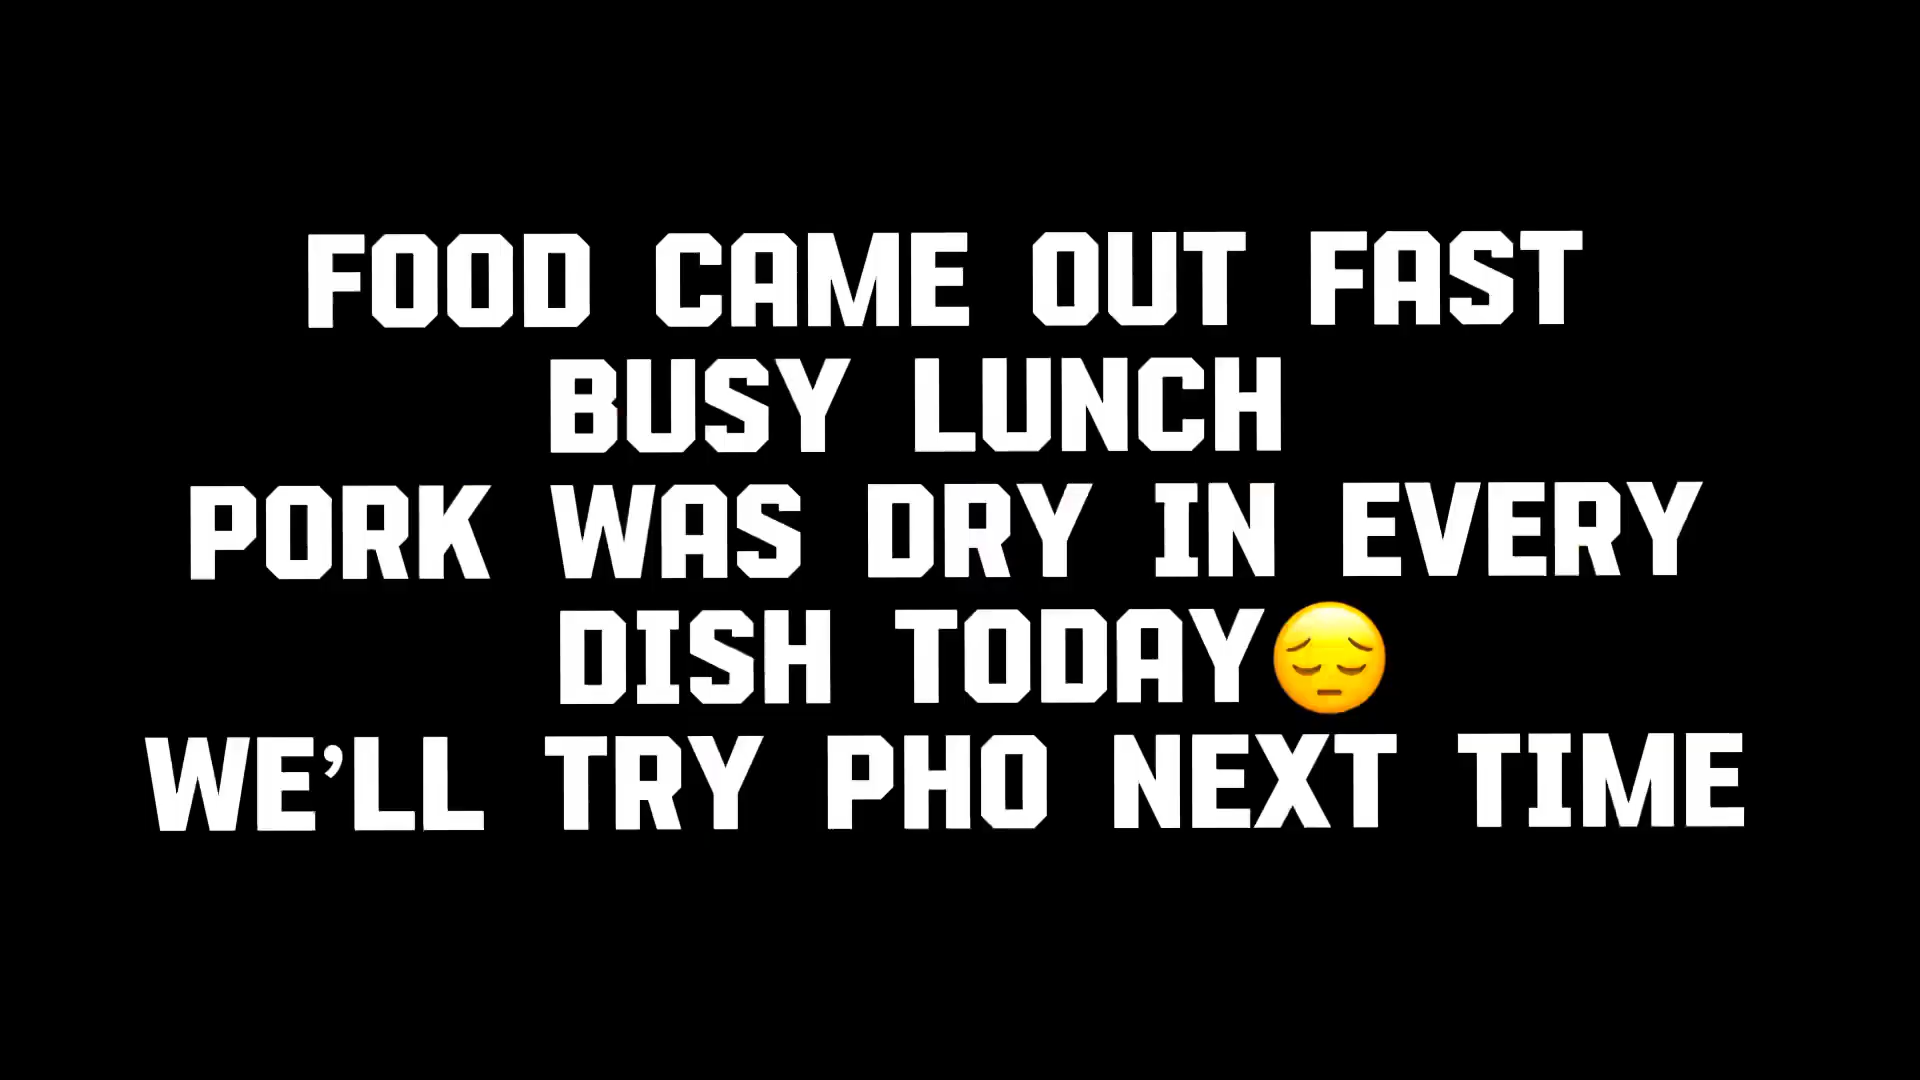 FOOD CAME OUT FAST
BUSY LUNCH
PORK WAS DRY IN EVERY
DISH TODAY😔
WE’LL TRY PHO NEXT TIME